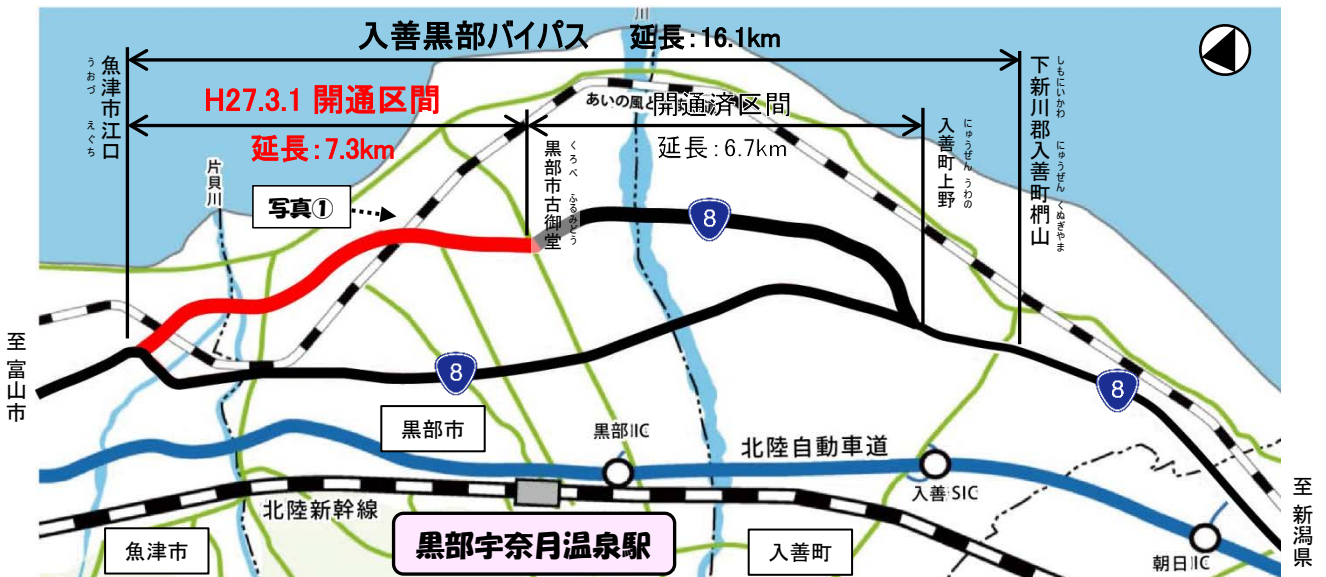 入善黒部バイパス 延長:16.1km
川
H27.3.1 開通区間
延長:7.3km
開通済区間
延長:6.7km
あいの風と
魚津市江口
うおづ えぐち
黒部市古御堂
くろべ ふるみどう
入善町上野
にゅうぜん うわの
下新川郡入善町椚山
しもにいかわ にゅうぜん くぬぎやま
片貝川
写真①
8
8
8
至 富山市
至 新潟県
黒部市
黒部IC
北陸自動車道
入善SIC
朝日IC
北陸新幹線
魚津市
黒部宇奈月温泉駅
入善町